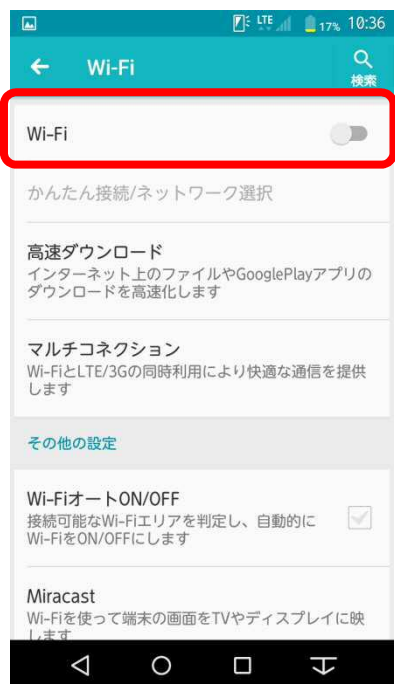 LTE 17% 10:36
Wi-Fi
検索
Wi-Fi
かんたん接続/ネットワーク選択
高速ダウンロード
インターネット上のファイルやGooglePlayアプリの
ダウンロードを高速化します
マルチコネクション
Wi-FiとLTE/3Gの同時利用により快適な通信を提供
します
その他の設定
Wi-FiオートON/OFF
接続可能なWi-Fiエリアを判定し、自動的に
Wi-FiをON/OFFにします
Miracast
Wi-Fiを使って端末の画面をTVやディスプレイに映
します